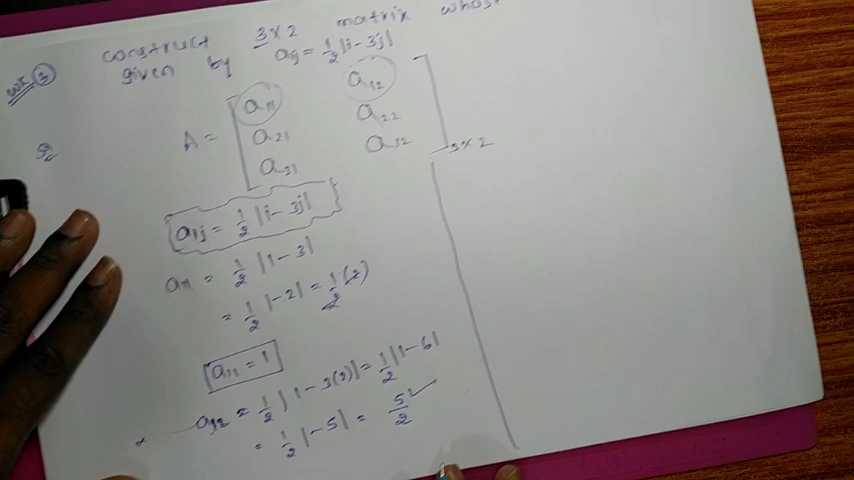 construct 3×2 matrix whose
③ given by aij = 1/2 |i - 3j|
A = [ a11 a12
a21 a22
a31 a32 ] 3×2
aij = 1/2 |i - 3j|
a11 = 1/2 |1 - 3|
= 1/2 |-2| = 1/2 (2)
a11 = 1
a12 = 1/2 |1 - 3(2)| = 1/2 |1 - 6|
= 1/2 |-5| = 5/2 ✓